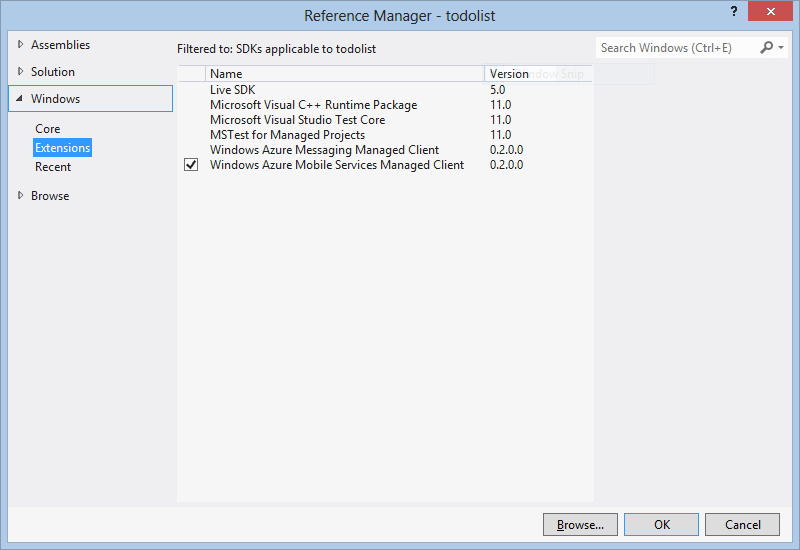 Reference Manager - todolist
?
Assemblies
Solution
Windows
Core
Extensions
Recent
Browse
Filtered to: SDKs applicable to todolist
Search Windows (Ctrl+E)
Name Version
Live SDK 5.0
Microsoft Visual C++ Runtime Package 11.0
Microsoft Visual Studio Test Core 11.0
MSTest for Managed Projects 11.0
Windows Azure Messaging Managed Client 0.2.0.0
Windows Azure Mobile Services Managed Client 0.2.0.0
Browse... OK Cancel